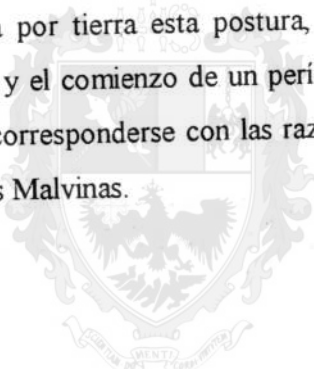 por tierra esta postura,
y el comienzo de un perí
corresponderse con las raz
s Malvinas.